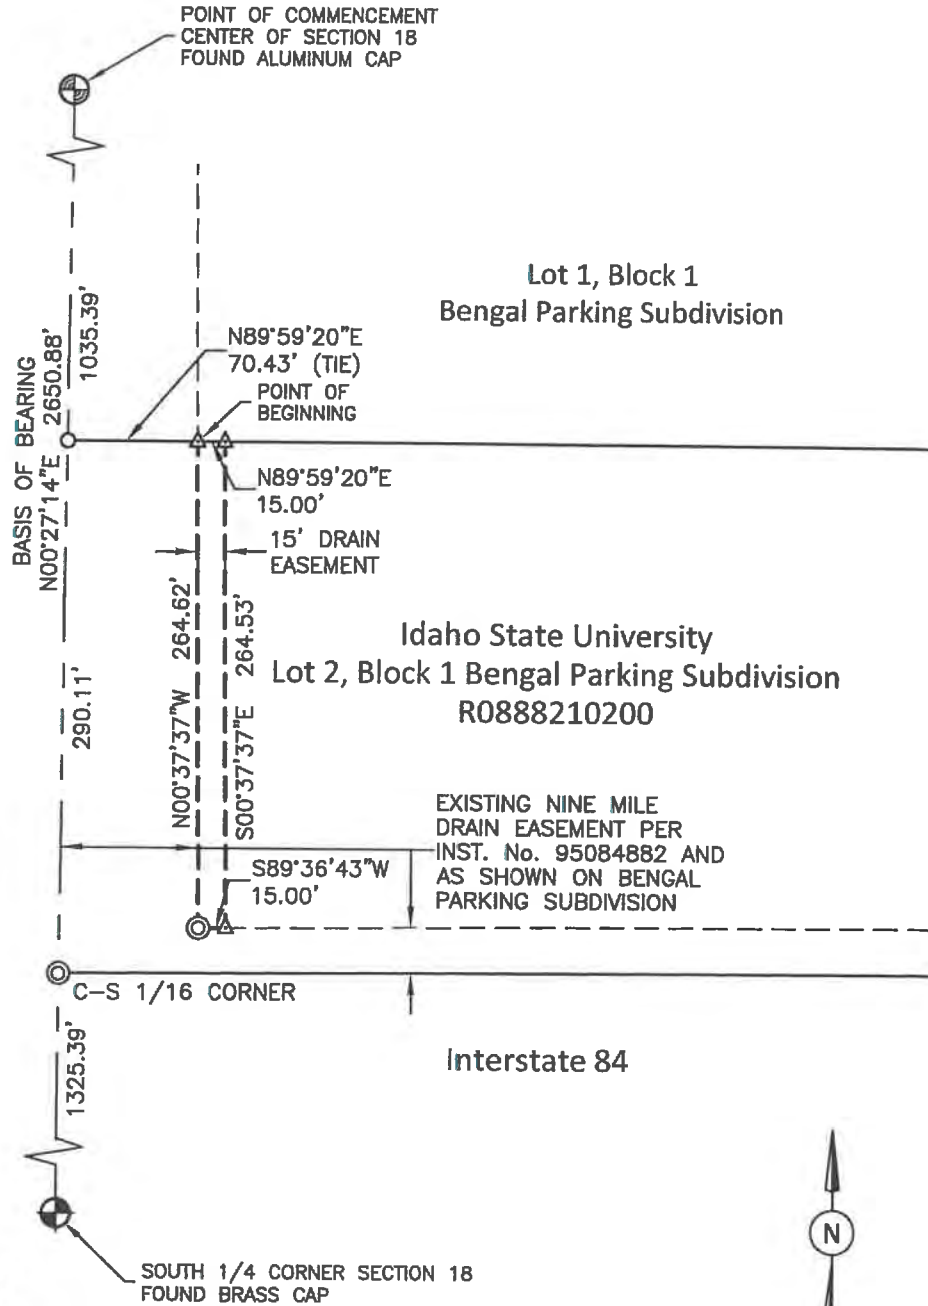 POINT OF COMMENCEMENT
CENTER OF SECTION 18
FOUND ALUMINUM CAP
Lot 1, Block 1
Bengal Parking Subdivision
BASIS OF BEARING
N00°27'14"E 2650.88'
1035.39'
N89°59'20"E
70.43' (TIE)
POINT OF
BEGINNING
N89°59'20"E
15.00'
15' DRAIN
EASEMENT
290.11'
N00°37'37"W 264.62'
S00°37'37"E 264.53'
Idaho State University
Lot 2, Block 1 Bengal Parking Subdivision
R0888210200
EXISTING NINE MILE
DRAIN EASEMENT PER
INST. No. 95084882 AND
AS SHOWN ON BENGAL
PARKING SUBDIVISION
S89°36'43"W
15.00'
C-S 1/16 CORNER
1325.39'
Interstate 84
N
SOUTH 1/4 CORNER SECTION 18
FOUND BRASS CAP